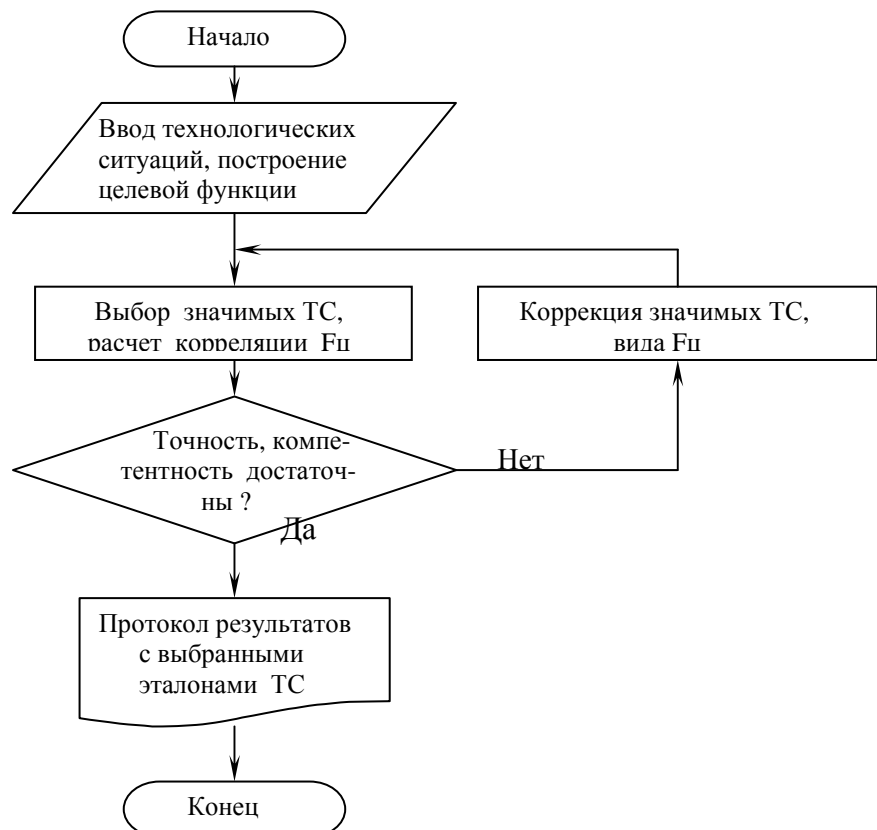 Начало
Ввод технологических
ситуаций, построение
целевой функции
Выбор значимых ТС,
расчет корреляции Fц
Коррекция значимых ТС,
вида Fц
Точность, компе-
тентность достаточ-
ны ?
Нет
Да
Протокол результатов
с выбранными
эталонами ТС
Конец